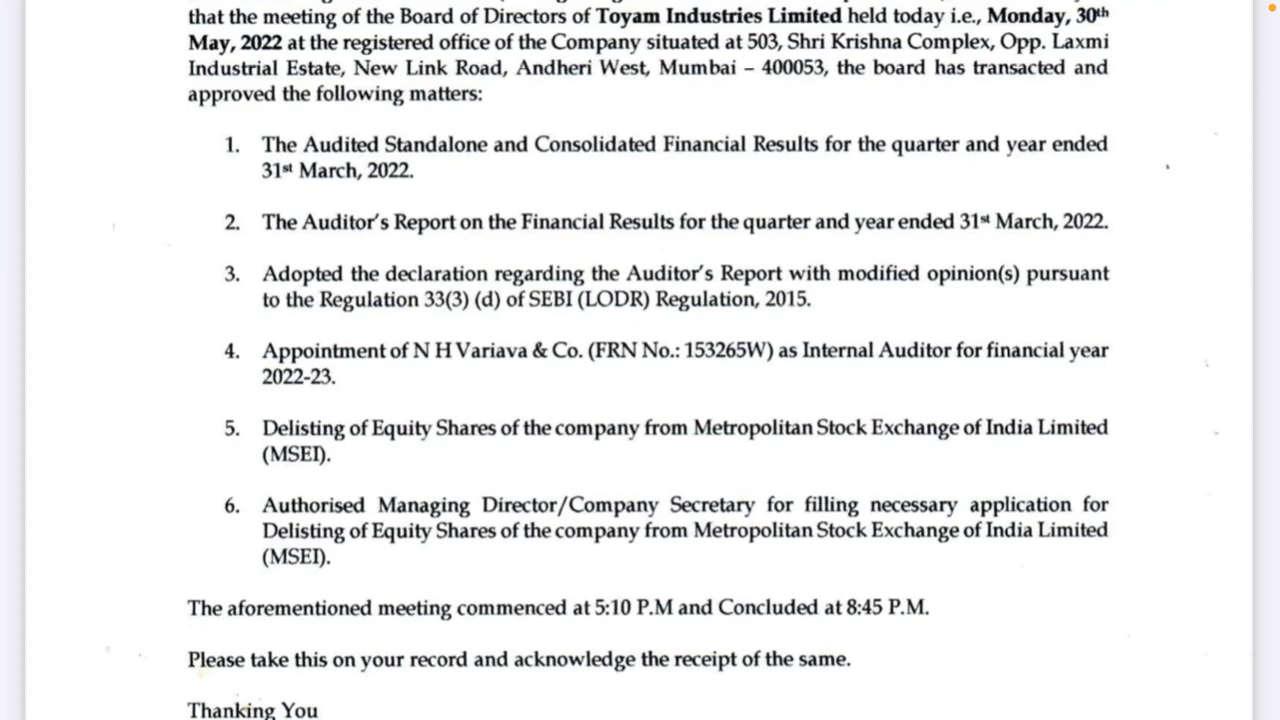 that the meeting of the Board of Directors of Toyam Industries Limited held today i.e., Monday, 30th
May, 2022 at the registered office of the Company situated at 503, Shri Krishna Complex, Opp. Laxmi
Industrial Estate, New Link Road, Andheri West, Mumbai – 400053, the board has transacted and
approved the following matters:
1. The Audited Standalone and Consolidated Financial Results for the quarter and year ended
31st March, 2022.
2. The Auditor's Report on the Financial Results for the quarter and year ended 31st March, 2022.
3. Adopted the declaration regarding the Auditor's Report with modified opinion(s) pursuant
to the Regulation 33(3) (d) of SEBI (LODR) Regulation, 2015.
4. Appointment of N H Variava & Co. (FRN No.: 153265W) as Internal Auditor for financial year
2022-23.
5. Delisting of Equity Shares of the company from Metropolitan Stock Exchange of India Limited
(MSEI).
6. Authorised Managing Director/Company Secretary for filling necessary application for
Delisting of Equity Shares of the company from Metropolitan Stock Exchange of India Limited
(MSEI).
The aforementioned meeting commenced at 5:10 P.M and Concluded at 8:45 P.M.
Please take this on your record and acknowledge the receipt of the same.
Thanking You